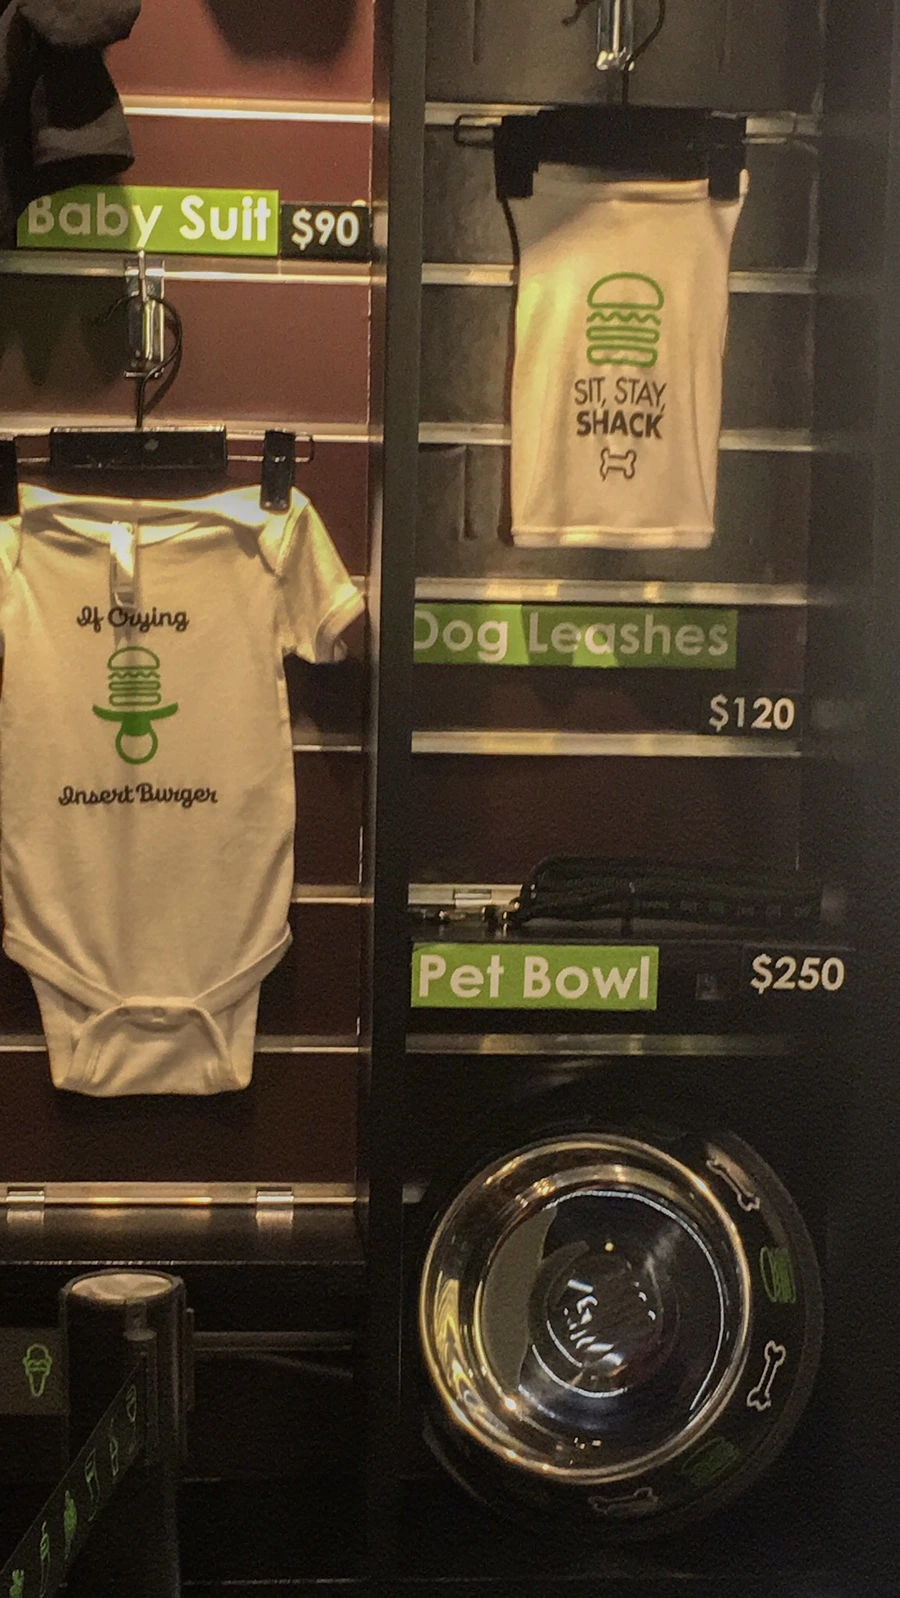 Baby Suit $90
If Crying
Insert Burger
SIT, STAY,
SHACK
Dog Leashes
$120
Pet Bowl $250